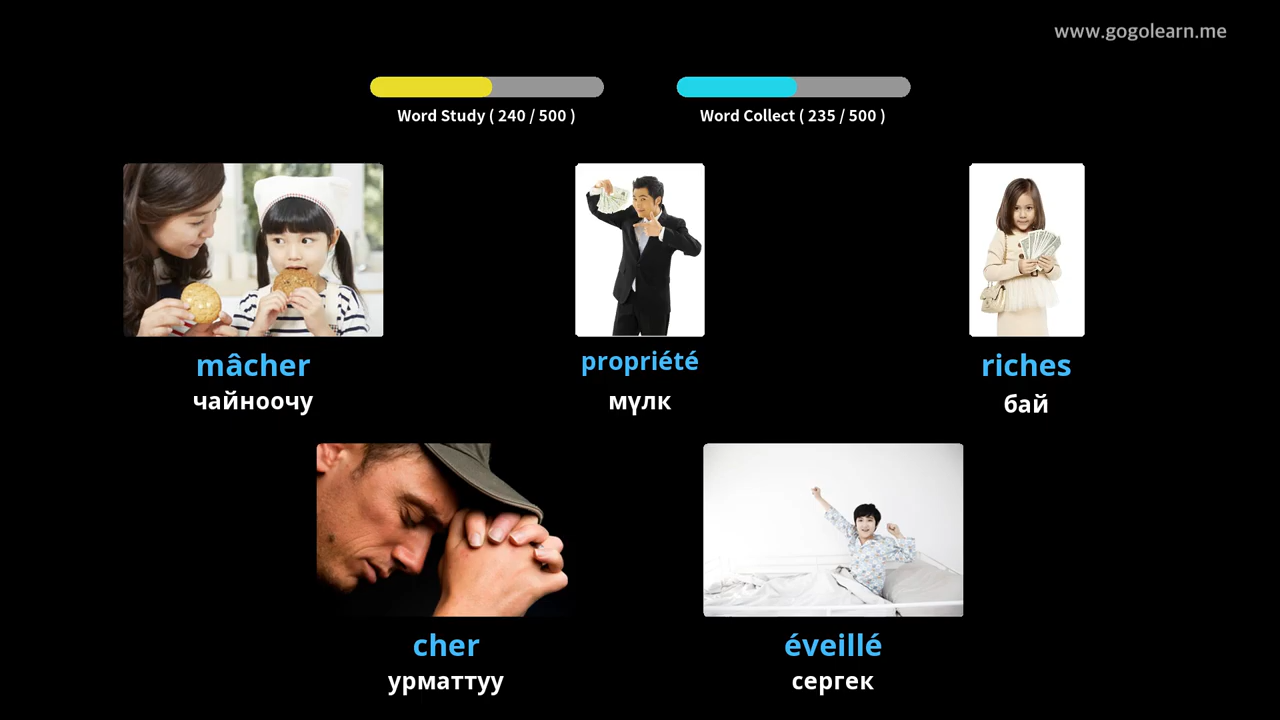 www.gogolearn.me
Word Study ( 240 / 500 )
Word Collect ( 235 / 500 )
mâcher
чайноочу
propriété
мүлк
riches
бай
cher
урматтуу
éveillé
сергек